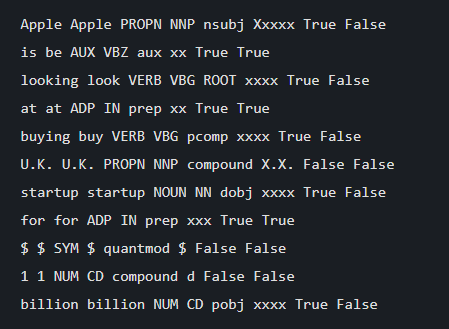 Apple Apple PROPN NNP nsubj Xxxxx True False
is be AUX VBZ aux xx True True
looking look VERB VBG ROOT xxxx True False
at at ADP IN prep xx True True
buying buy VERB VBG pcomp xxxx True False
U.K. U.K. PROPN NNP compound X.X. False False
startup startup NOUN NN dobj xxxx True False
for for ADP IN prep xxx True True
$ $ SYM $ quantmod $ False False
1 1 NUM CD compound d False False
billion billion NUM CD pobj xxxx True False